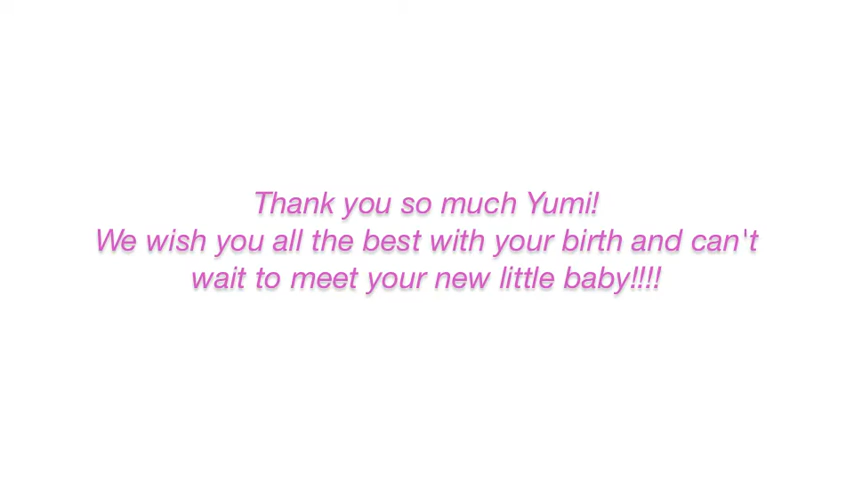 Thank you so much Yumi!
We wish you all the best with your birth and can't
wait to meet your new little baby!!!!